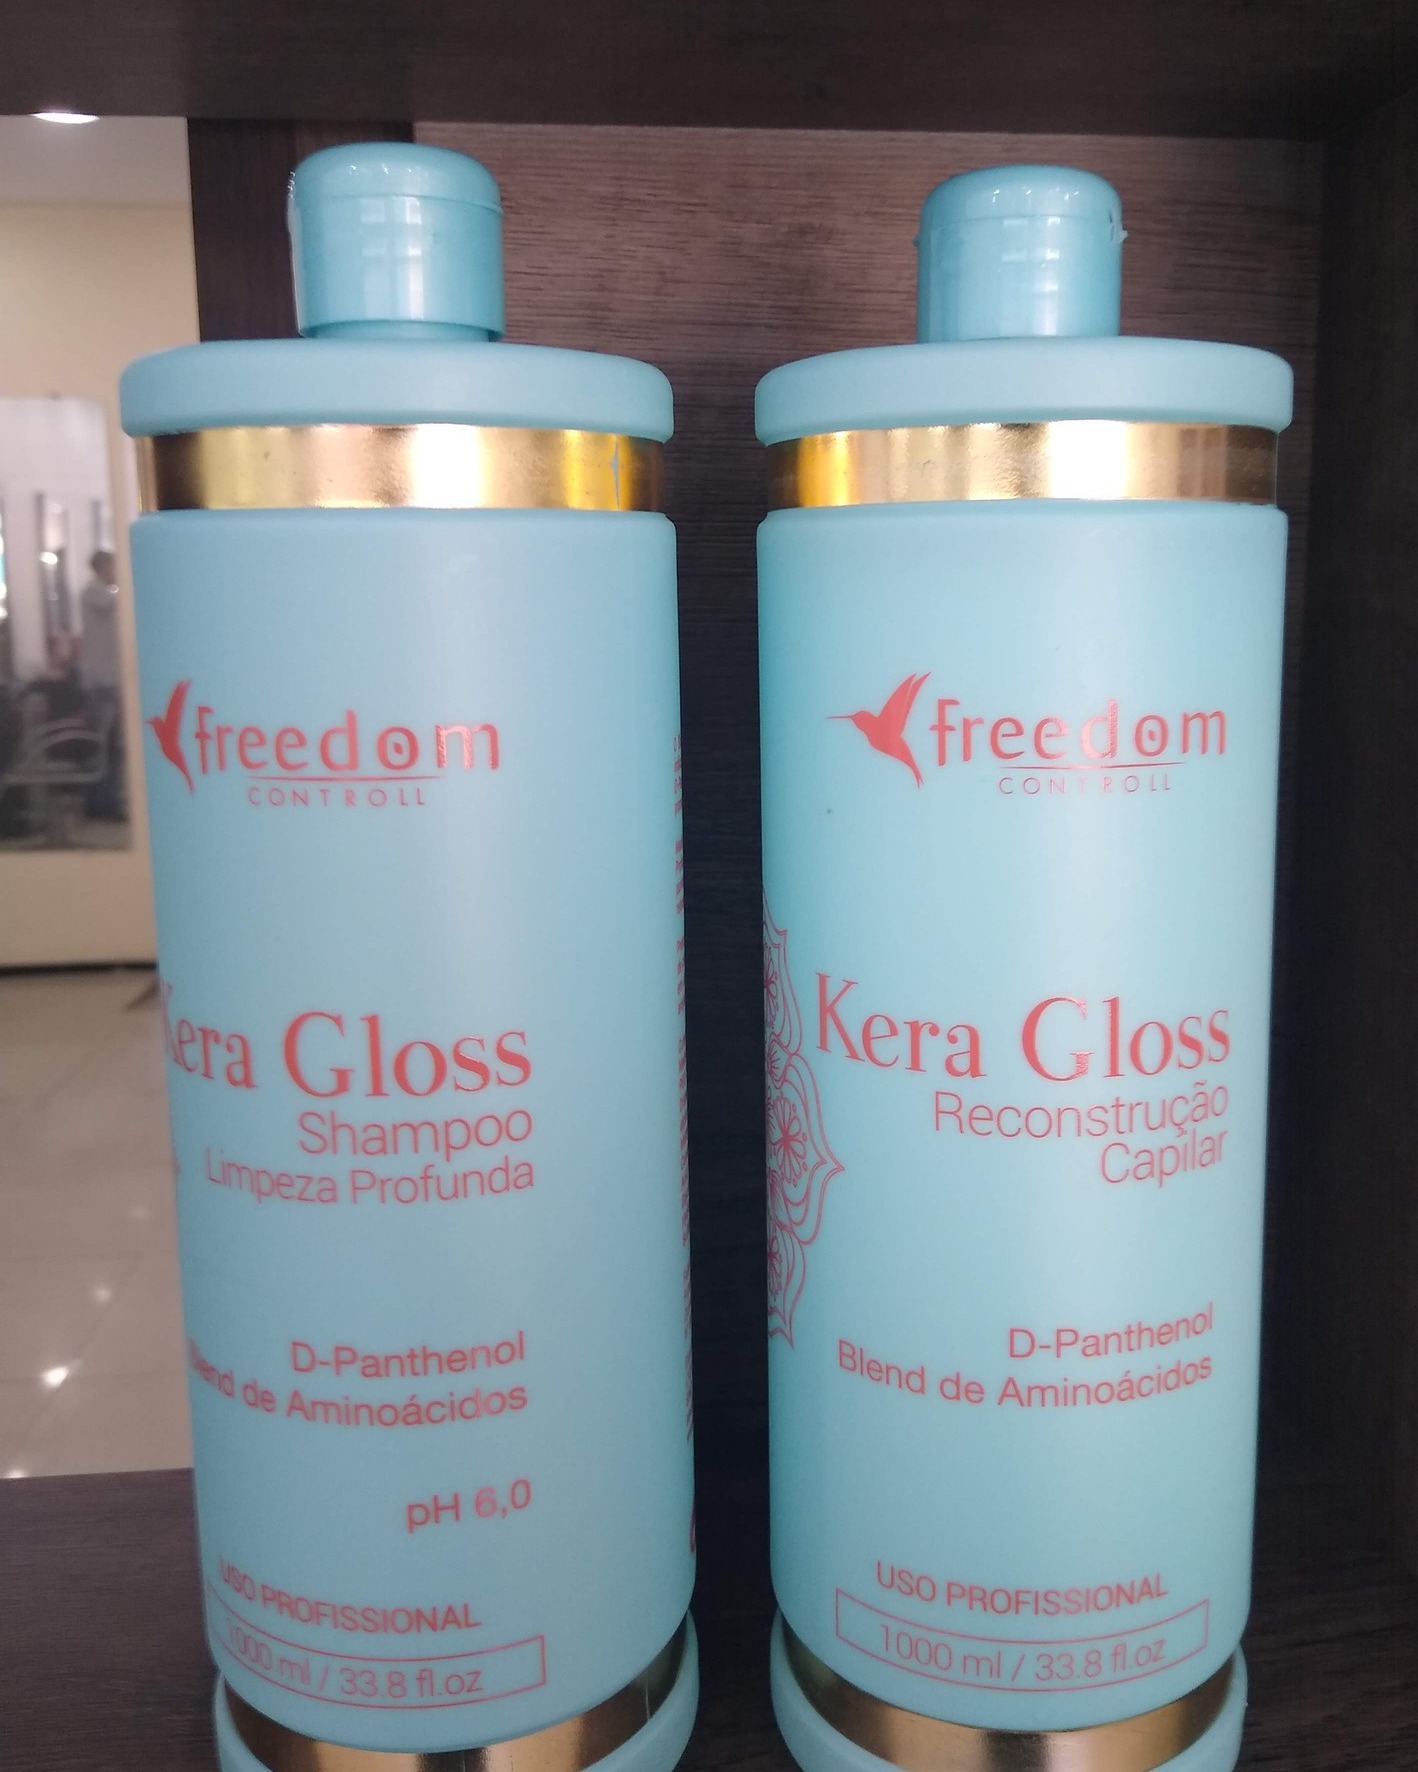 freedom
CONTROLL
Kera Gloss
Shampoo
Limpeza Profunda
D-Panthenol
Blend de Aminoácidos
pH 6,0
USO PROFISSIONAL
1000 ml / 33.8 fl.oz
freedom
CONTROLL
Kera Gloss
Reconstrução
Capilar
D-Panthenol
Blend de Aminoácidos
USO PROFISSIONAL
1000 ml / 33.8 fl.oz